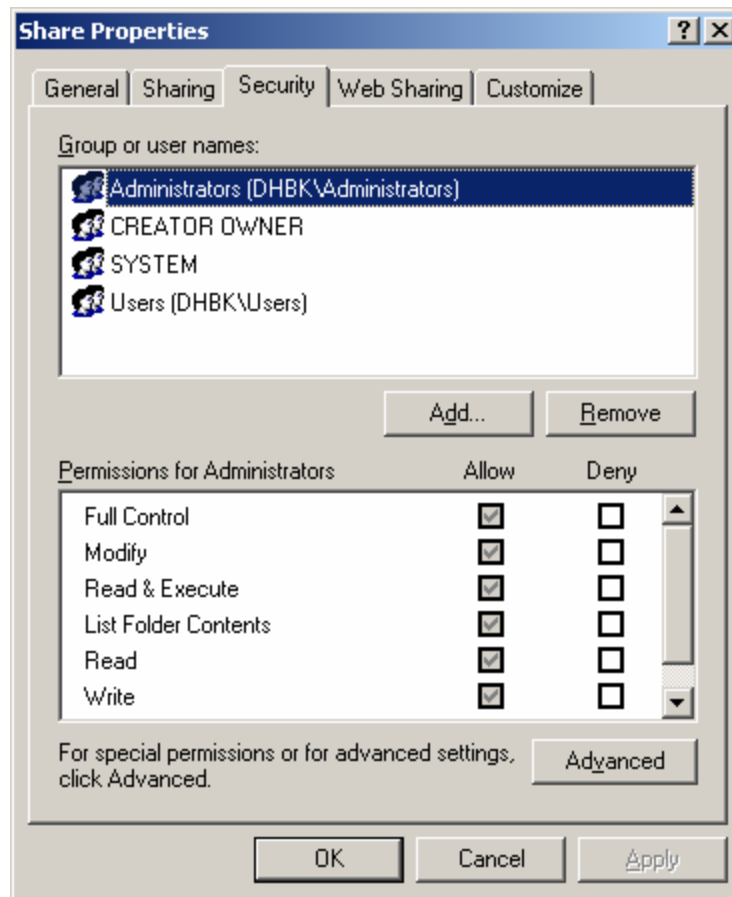 Share Properties
General Sharing Security Web Sharing Customize
Group or user names:
Administrators (DHBK\Administrators)
CREATOR OWNER
SYSTEM
Users (DHBK\Users)
Add... Remove
Permissions for Administrators Allow Deny
Full Control
Modify
Read & Execute
List Folder Contents
Read
Write
For special permissions or for advanced settings,
click Advanced.
Advanced
OK Cancel Apply